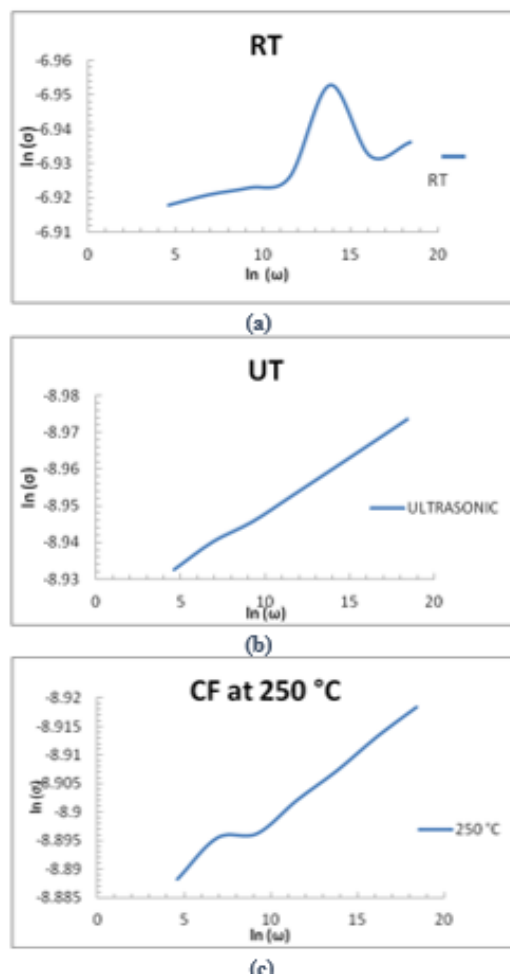 RT
-6.96
-6.95
-6.94
-6.93
-6.92
-6.91
ln (σ)
0 5 10 15 20
ln (ω)
RT
(a)
UT
-8.98
-8.97
-8.96
-8.95
-8.94
-8.93
ln (σ)
0 5 10 15 20
ln (ω)
ULTRASONIC
(b)
CF at 250 °C
-8.92
-8.915
-8.91
-8.905
-8.9
-8.895
-8.89
-8.885
ln (σ)
0 5 10 15 20
ln (ω)
250 °C
(c)